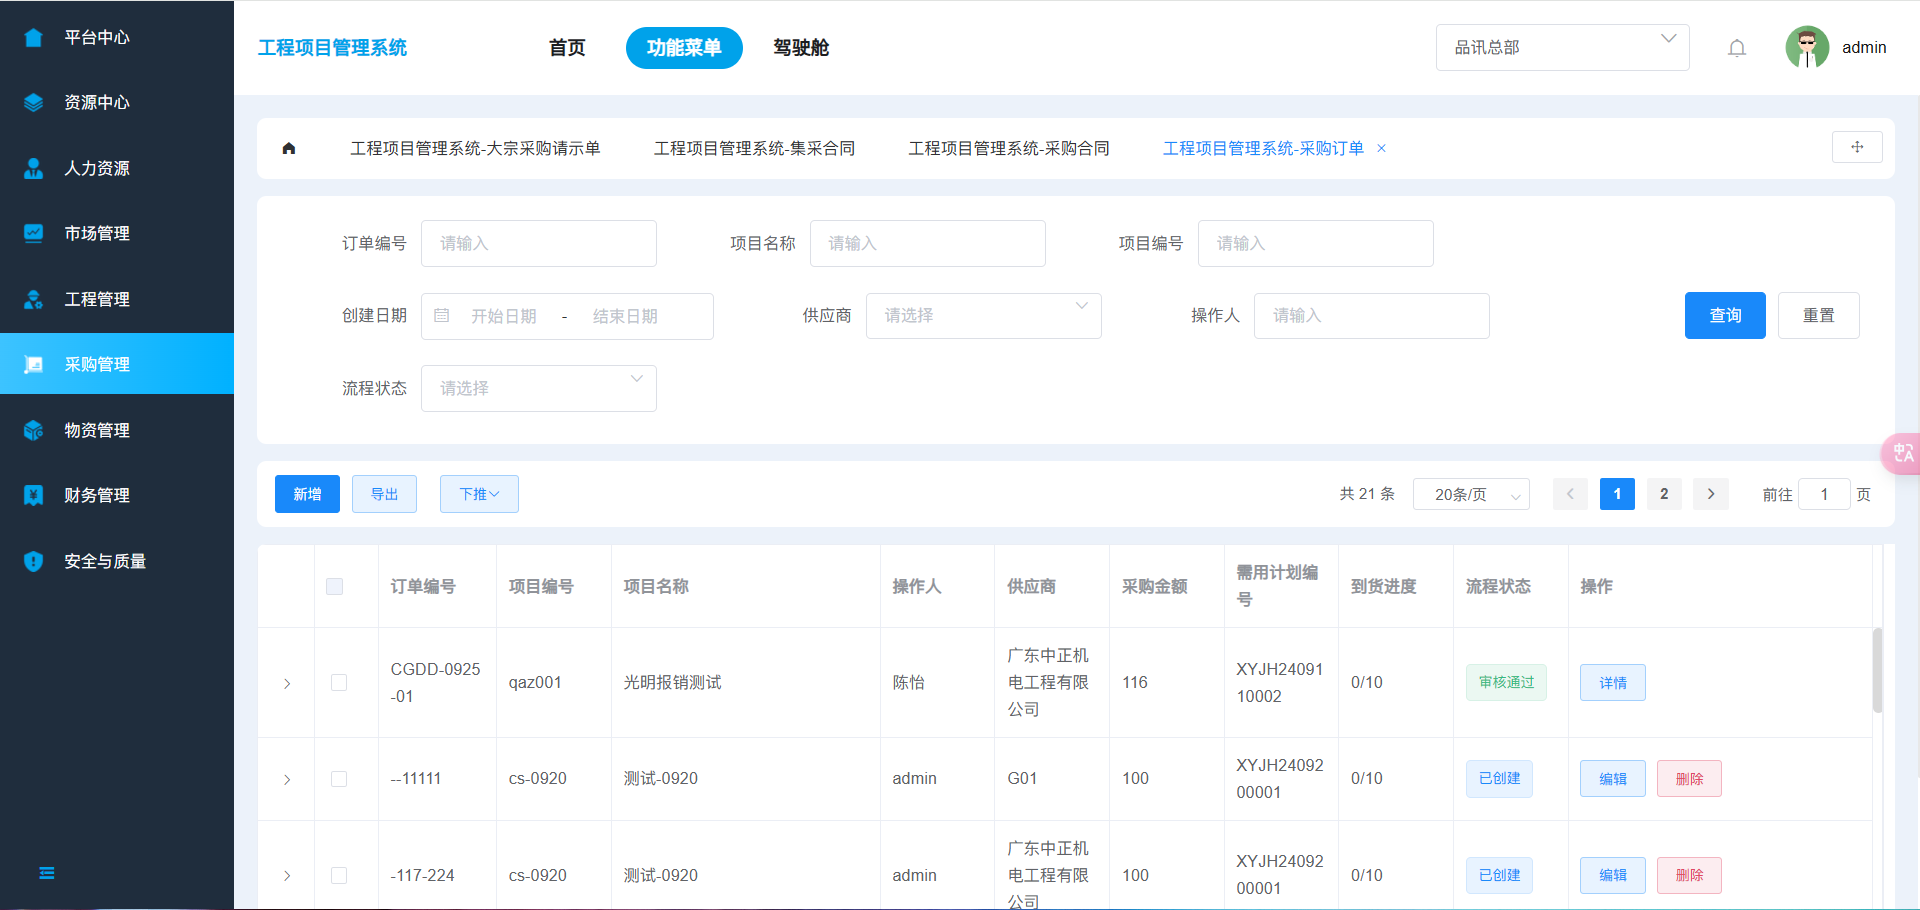 平台中心
资源中心
人力资源
市场管理
工程管理
采购管理
物资管理
财务管理
安全与质量
工程项目管理系统
首页
功能菜单
驾驶舱
品讯总部
admin
工程项目管理系统-大宗采购请示单
工程项目管理系统-集采合同
工程项目管理系统-采购合同
工程项目管理系统-采购订单 ×
订单编号 请输入
项目名称 请输入
项目编号 请输入
创建日期 开始日期 - 结束日期
供应商 请选择
操作人 请输入
查询
重置
流程状态 请选择
新增
导出
下推
共 21 条
20条/页
1
2
前往 1 页
订单编号 项目编号 项目名称 操作人 供应商 采购金额 需用计划编
号 到货进度 流程状态 操作
CGDD-0925
-01
qaz001
光明报销测试
陈怡
广东中正机
电工程有限
公司
116
XYJH24091
10002
0/10
审核通过
详情
--11111
cs-0920
测试-0920
admin
G01
100
XYJH24092
00001
0/10
已创建
编辑
删除
-117-224
cs-0920
测试-0920
admin
广东中正机
电工程有限
公司
100
XYJH24092
00001
0/10
已创建
编辑
删除
中A